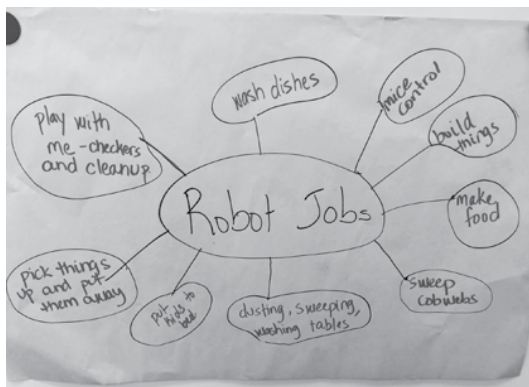 wash dishes
mice
control
play with
me - checkers
and cleanup
build
things
Robot Jobs
make
food
pick things
up and put
them away
put
kids to
bed
dusting, sweeping,
washing tables
sweep
cobwebs